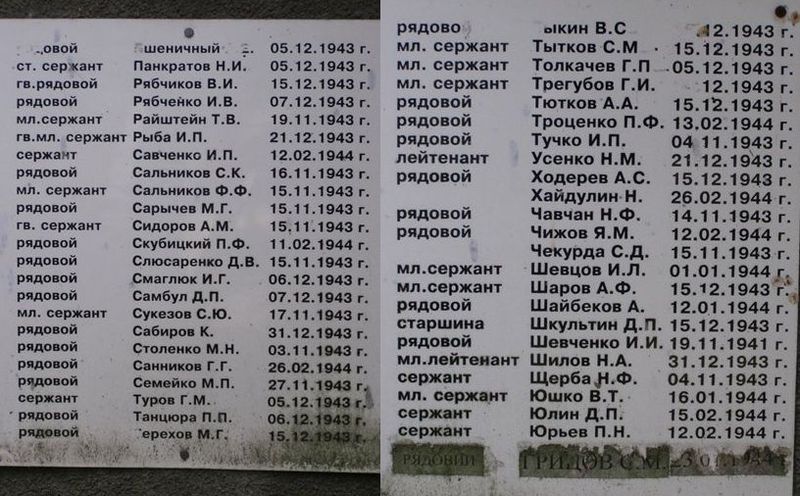 овой шеничный 05.12.1943 г.
ст. сержант Панкратов Н.И. 05.12.1943 г.
гв.рядовой Рябчиков В.И. 15.12.1943 г.
рядовой Рябченко И.В. 07.12.1943 г.
мл.сержант Райштейн Т.В. 19.11.1943 г.
гв.мл. сержант Рыба И.П. 21.12.1943 г.
сержант Савченко И.П. 12.02.1944 г.
рядовой Сальников С.К. 16.11.1943 г.
мл. сержант Сальников Ф.Ф. 15.11.1943 г.
рядовой Сарычев М.Г. 15.11.1943 г.
гв. сержант Сидоров А.М. 15.11.1943 г.
рядовой Скубицкий П.Ф. 11.02.1944 г.
рядовой Слюсаренко Д.В. 15.11.1943 г.
рядовой Смаглюк И.Г. 06.12.1943 г.
рядовой Самбул Д.П. 07.12.1943 г.
мл. сержант Сукезов С.Ю. 17.11.1943 г.
рядовой Сабиров К. 31.12.1943 г.
рядовой Столенко М.Н. 03.11.1943 г.
рядовой Санников Г.Г. 26.02.1944 г.
рядовой Семейко М.П. 27.11.1943 г.
сержант Туров Г.М. 05.12.1943 г.
рядовой Танцюра П.П. 06.12.1943 г.
рядовой ерехов М.Г. 15.12.1943 г.
рядово ыкин В.С 12.1943 г.
мл. сержант Тытков С.М 15.12.1943 г.
мл. сержант Толкачев Г.П 05.12.1943 г.
мл. сержант Трегубов Г.И. 12.1943 г.
рядовой Тютков А.А. 15.12.1943 г.
рядовой Троценко П.Ф. 13.02.1944 г.
рядовой Тучко И.П. 04 11.1943 г.
лейтенант Усенко Н.М. 21.12.1943 г.
рядовой Ходерев А.С. 15.12.1943 г.
Хайдулин Н. 26.02.1944 г.
рядовой Чавчан Н.Ф. 14.11.1943 г.
рядовой Чижов Я.М. 12.02.1944 г.
Чекурда С.Д. 15.11.1943 г.
мл.сержант Шевцов И.Л. 01.01.1944 г.
мл.сержант Шаров А.Ф. 15.12.1943 г.
рядовой Шайбеков А. 12.01.1944 г.
старшина Шкультин Д.П. 15.12.1943 г.
рядовой Шевченко И.И. 19.11.1941 г.
мл.лейтенант Шилов Н.А. 31.12.1943 г.
сержант Щерба Н.Ф. 04.11.1943 г.
мл. сержант Юшко В.Т. 16.01.1944 г.
сержант Юлин Д.П. 15.02.1944 г.
сержант Юрьев П.Н. 12.02.1944 г.
РЯДОВИЙ ГРИДОВ С.М.